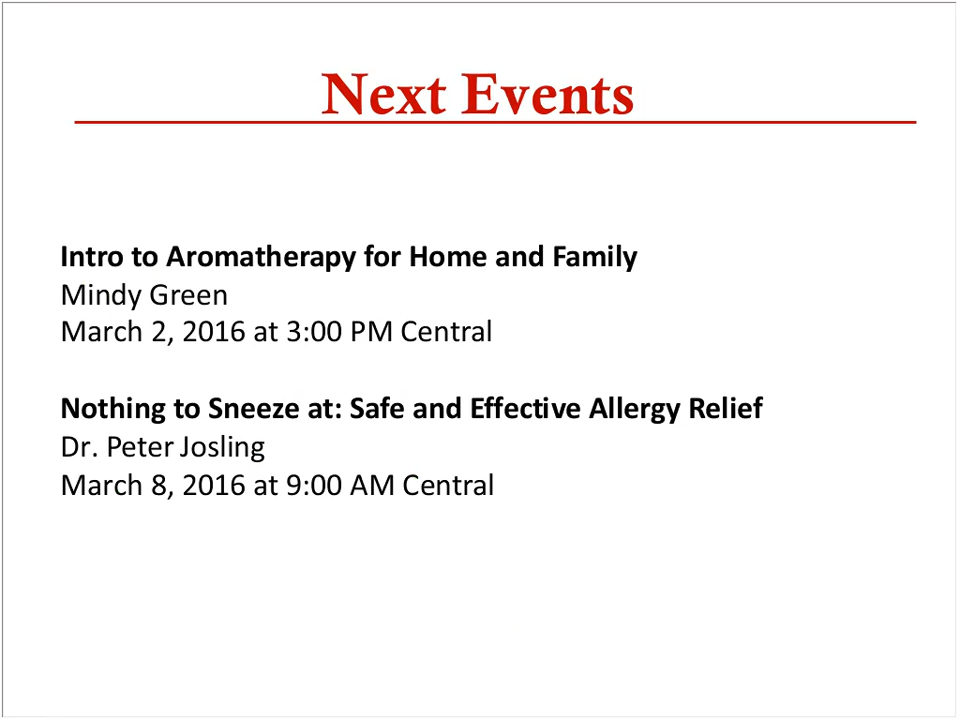 Next Events
Intro to Aromatherapy for Home and Family
Mindy Green
March 2, 2016 at 3:00 PM Central
Nothing to Sneeze at: Safe and Effective Allergy Relief
Dr. Peter Josling
March 8, 2016 at 9:00 AM Central